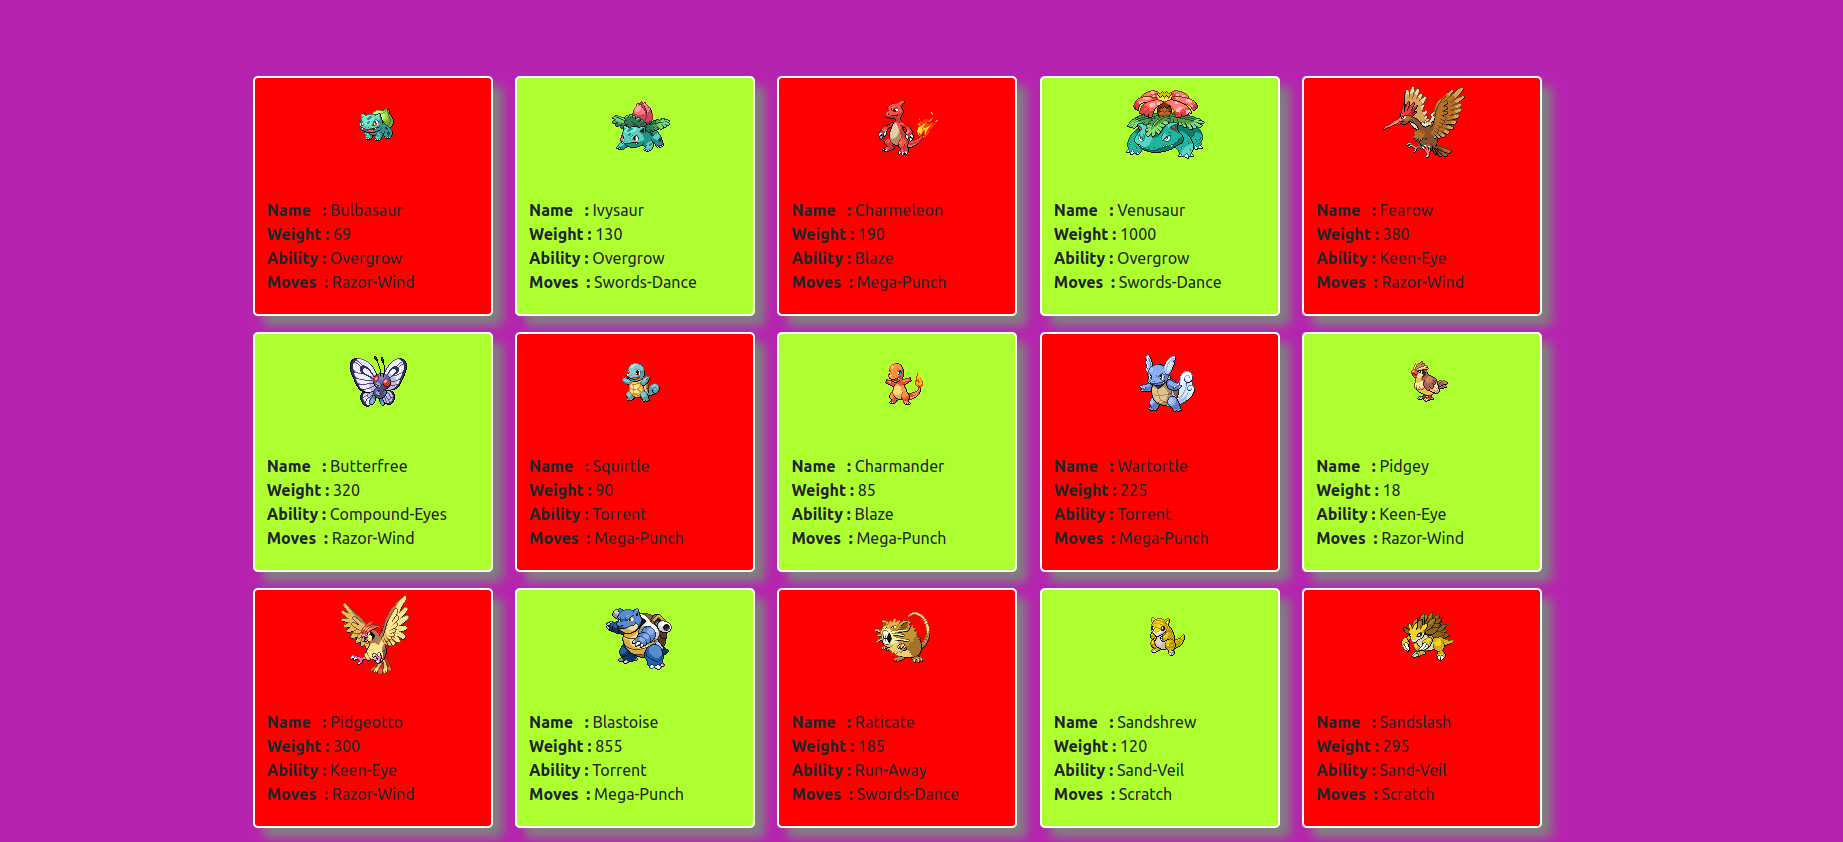 Name : Bulbasaur
Weight : 69
Ability : Overgrow
Moves : Razor-Wind
Name : Ivysaur
Weight : 130
Ability : Overgrow
Moves : Swords-Dance
Name : Charmeleon
Weight : 190
Ability : Blaze
Moves : Mega-Punch
Name : Venusaur
Weight : 1000
Ability : Overgrow
Moves : Swords-Dance
Name : Fearow
Weight : 380
Ability : Keen-Eye
Moves : Razor-Wind
Name : Butterfree
Weight : 320
Ability : Compound-Eyes
Moves : Razor-Wind
Name : Squirtle
Weight : 90
Ability : Torrent
Moves : Mega-Punch
Name : Charmander
Weight : 85
Ability : Blaze
Moves : Mega-Punch
Name : Wartortle
Weight : 225
Ability : Torrent
Moves : Mega-Punch
Name : Pidgey
Weight : 18
Ability : Keen-Eye
Moves : Razor-Wind
Name : Pidgeotto
Weight : 300
Ability : Keen-Eye
Moves : Razor-Wind
Name : Blastoise
Weight : 855
Ability : Torrent
Moves : Mega-Punch
Name : Raticate
Weight : 185
Ability : Run-Away
Moves : Swords-Dance
Name : Sandshrew
Weight : 120
Ability : Sand-Veil
Moves : Scratch
Name : Sandslash
Weight : 295
Ability : Sand-Veil
Moves : Scratch